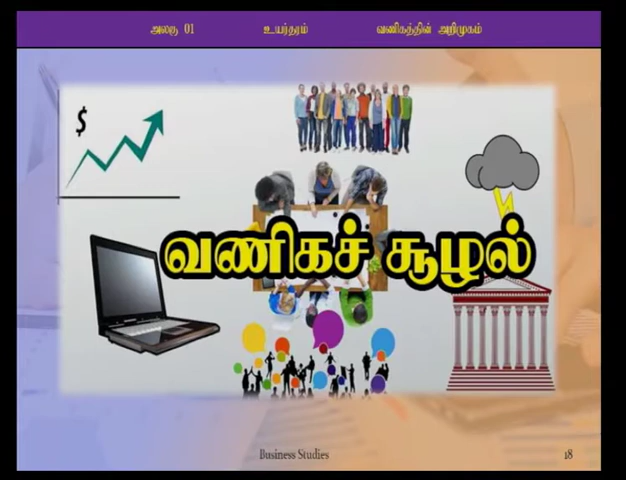 அலகு 01 உயர்தரம் வணிகத்தின் அறிமுகம்
$
வணிகச் சூழல்
Business Studies 18